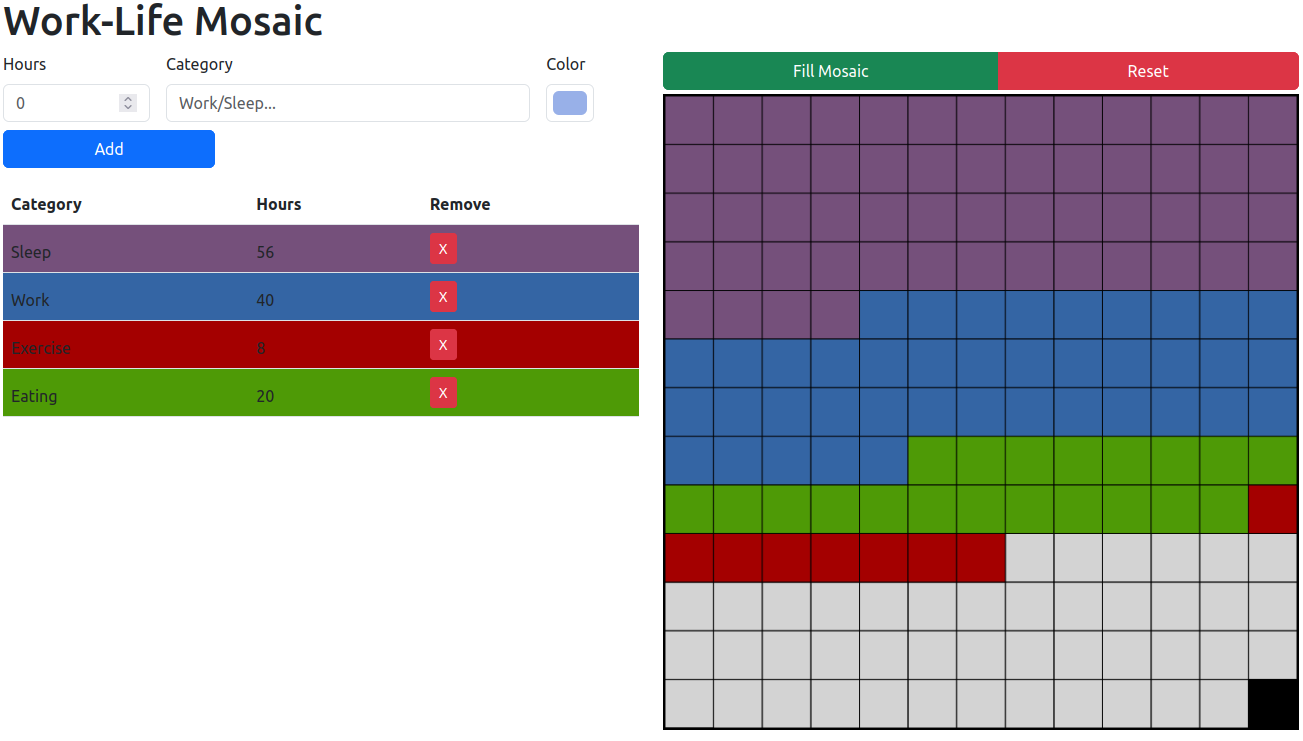 Work-Life Mosaic
Hours Category Color
0 Work/Sleep...
Add
Category Hours Remove
Sleep 56 X
Work 40 X
Exercise 8 X
Eating 20 X
Fill Mosaic Reset